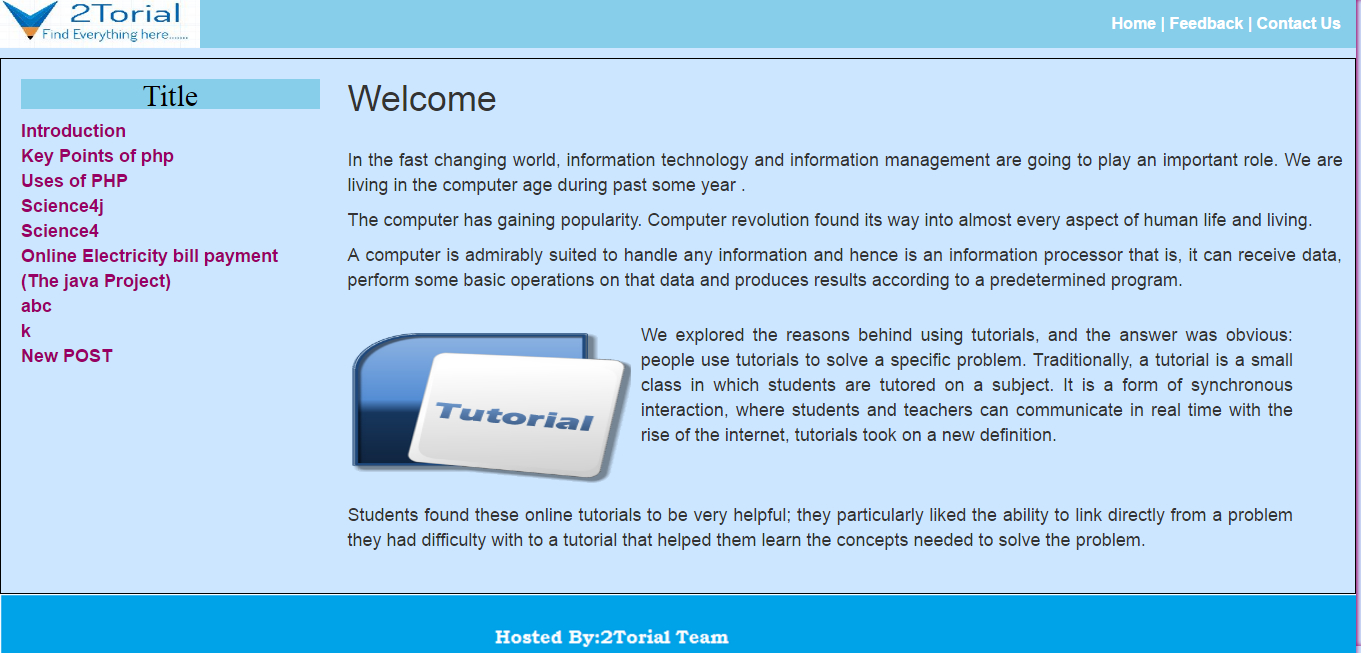 2Torial
Find Everything here.......
Home | Feedback | Contact Us
Title
Introduction
Key Points of php
Uses of PHP
Science4j
Science4
Online Electricity bill payment
(The java Project)
abc
k
New POST
Welcome
In the fast changing world, information technology and information management are going to play an important role. We are
living in the computer age during past some year .
The computer has gaining popularity. Computer revolution found its way into almost every aspect of human life and living.
A computer is admirably suited to handle any information and hence is an information processor that is, it can receive data,
perform some basic operations on that data and produces results according to a predetermined program.
Tutorial
We explored the reasons behind using tutorials, and the answer was obvious:
people use tutorials to solve a specific problem. Traditionally, a tutorial is a small
class in which students are tutored on a subject. It is a form of synchronous
interaction, where students and teachers can communicate in real time with the
rise of the internet, tutorials took on a new definition.
Students found these online tutorials to be very helpful; they particularly liked the ability to link directly from a problem
they had difficulty with to a tutorial that helped them learn the concepts needed to solve the problem.
Hosted By:2Torial Team